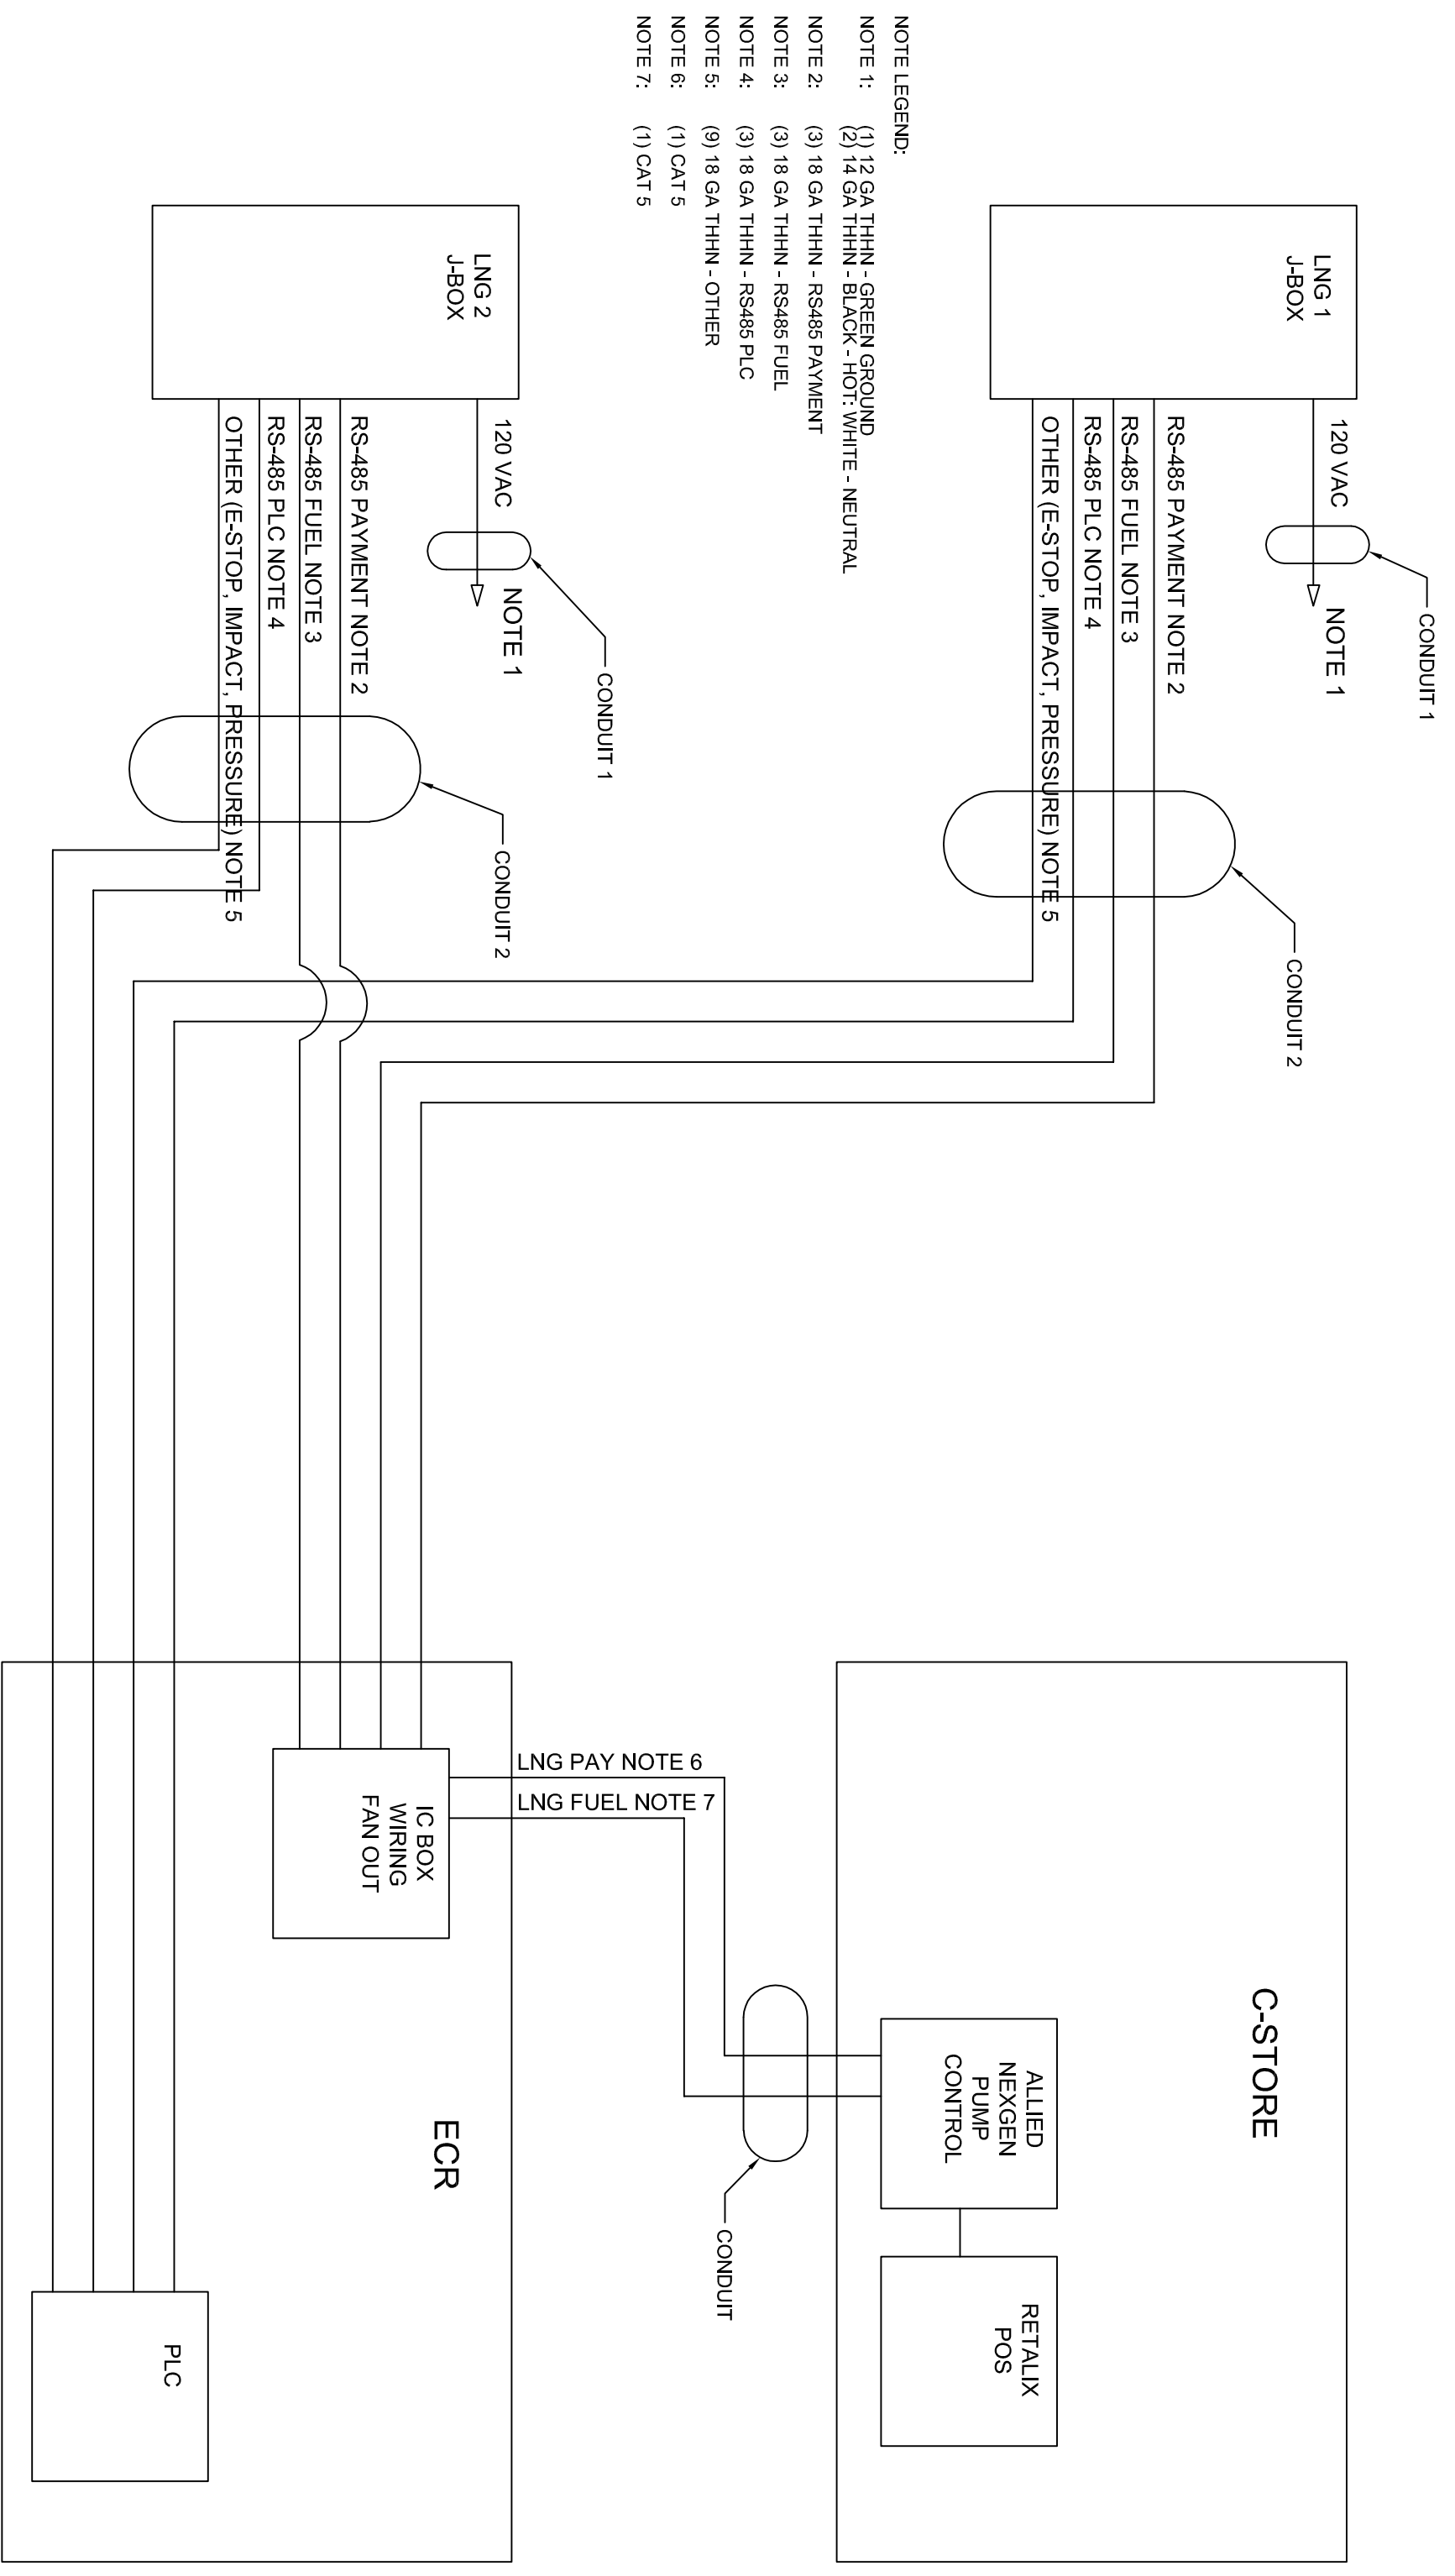 CONDUIT 1
LNG 1
J-BOX
120 VAC
NOTE 1
CONDUIT 2
RS-485 PAYMENT NOTE 2
RS-485 FUEL NOTE 3
RS-485 PLC NOTE 4
OTHER (E-STOP, IMPACT, PRESSURE) NOTE 5
C-STORE
ALLIED
NEXGEN
PUMP
CONTROL
RETALIX
POS
CONDUIT
NOTE LEGEND:
NOTE 1: (1) 12 GA THHN - GREEN GROUND
(2) 14 GA THHN - BLACK - HOT: WHITE - NEUTRAL
NOTE 2: (3) 18 GA THHN - RS485 PAYMENT
NOTE 3: (3) 18 GA THHN - RS485 FUEL
NOTE 4: (3) 18 GA THHN - RS485 PLC
NOTE 5: (9) 18 GA THHN - OTHER
NOTE 6: (1) CAT 5
NOTE 7: (1) CAT 5
CONDUIT 1
LNG 2
J-BOX
120 VAC
NOTE 1
CONDUIT 2
RS-485 PAYMENT NOTE 2
RS-485 FUEL NOTE 3
RS-485 PLC NOTE 4
OTHER (E-STOP, IMPACT, PRESSURE) NOTE 5
LNG PAY NOTE 6
LNG FUEL NOTE 7
IC BOX
WIRING
FAN OUT
ECR
PLC